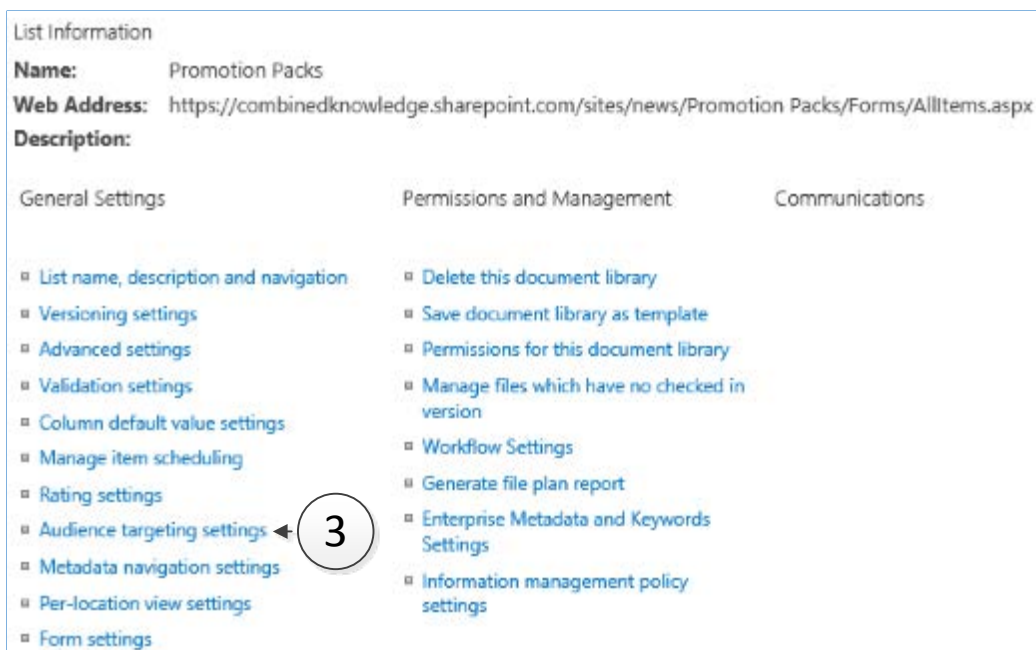 List Information
Name: Promotion Packs
Web Address: https://combinedknowledge.sharepoint.com/sites/news/Promotion Packs/Forms/AllItems.aspx
Description:
General Settings
List name, description and navigation
Versioning settings
Advanced settings
Validation settings
Column default value settings
Manage item scheduling
Rating settings
Audience targeting settings 3
Metadata navigation settings
Per-location view settings
Form settings
Permissions and Management
Delete this document library
Save document library as template
Permissions for this document library
Manage files which have no checked in
version
Workflow Settings
Generate file plan report
Enterprise Metadata and Keywords
Settings
Information management policy
settings
Communications